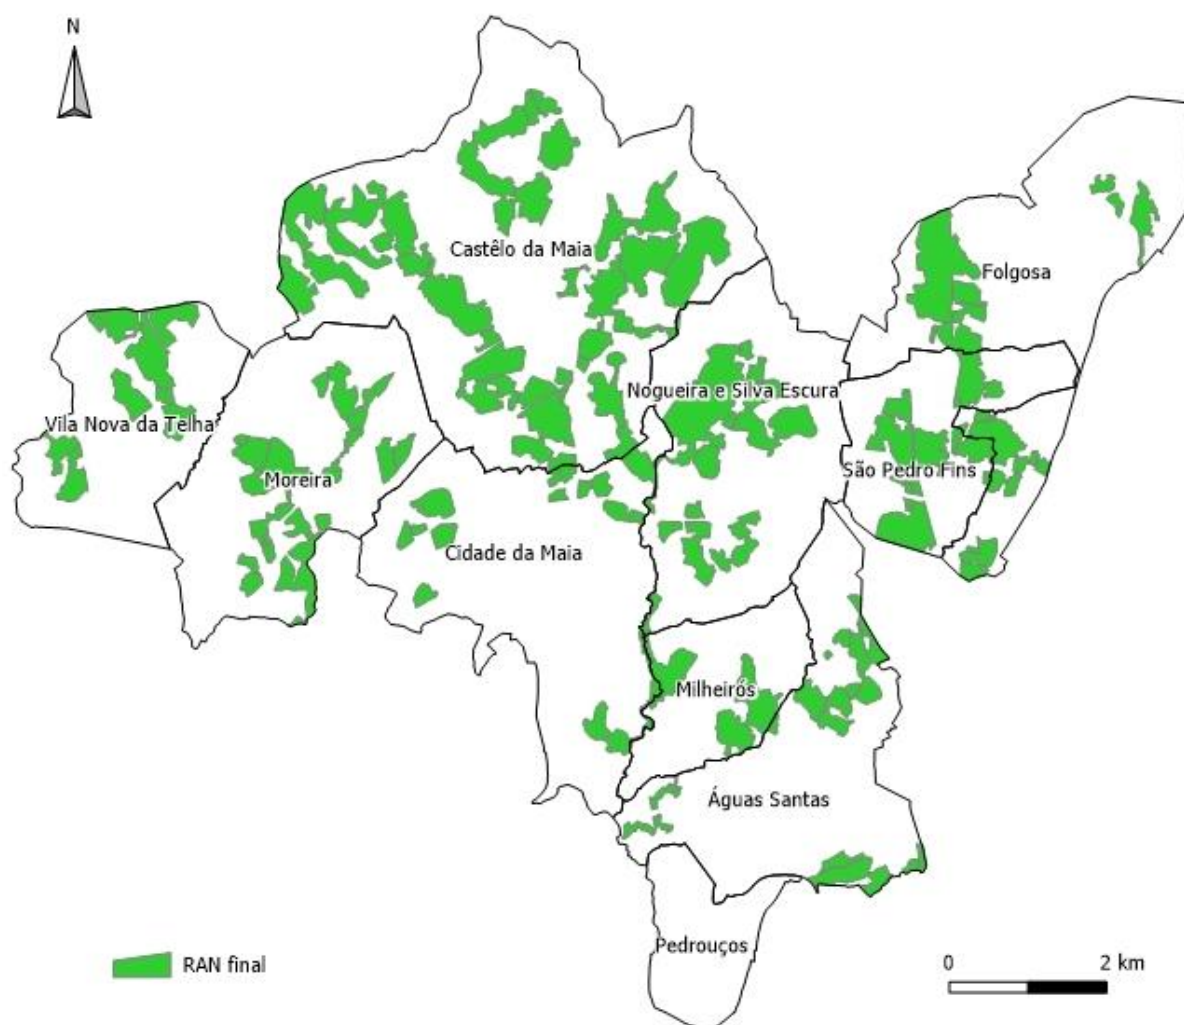 N
Castêlo da Maia
Folgosa
Nogueira e Silva Escura
Vila Nova da Telha
São Pedro Fins
Moreira
Cidade da Maia
Milheirós
Águas Santas
Pedrouços
RAN final
0 2 km